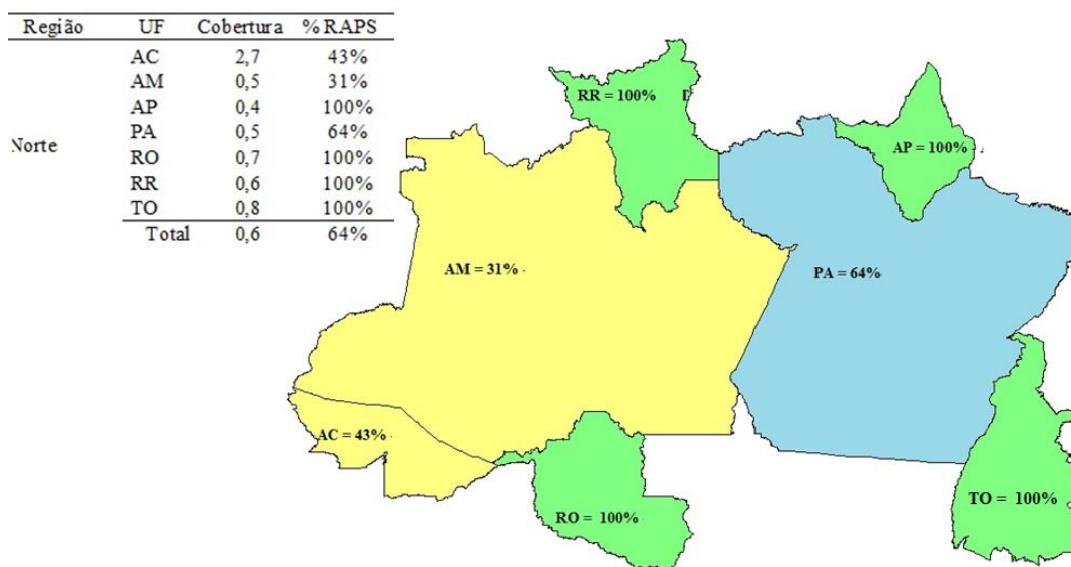 Região UF Cobertura % RAPS
AC 2,7 43%
AM 0,5 31%
AP 0,4 100%
PA 0,5 64%
Norte RO 0,7 100%
RR 0,6 100%
TO 0,8 100%
Total 0,6 64%
RR = 100%
AP = 100%
AM = 31%
PA = 64%
AC = 43%
RO = 100%
TO = 100%